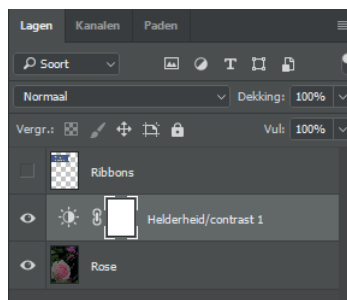 Lagen Kanalen Paden
Soort T
Normaal Dekking: 100%
Vergr.: Vul: 100%
Ribbons
Helderheid/contrast 1
Rose